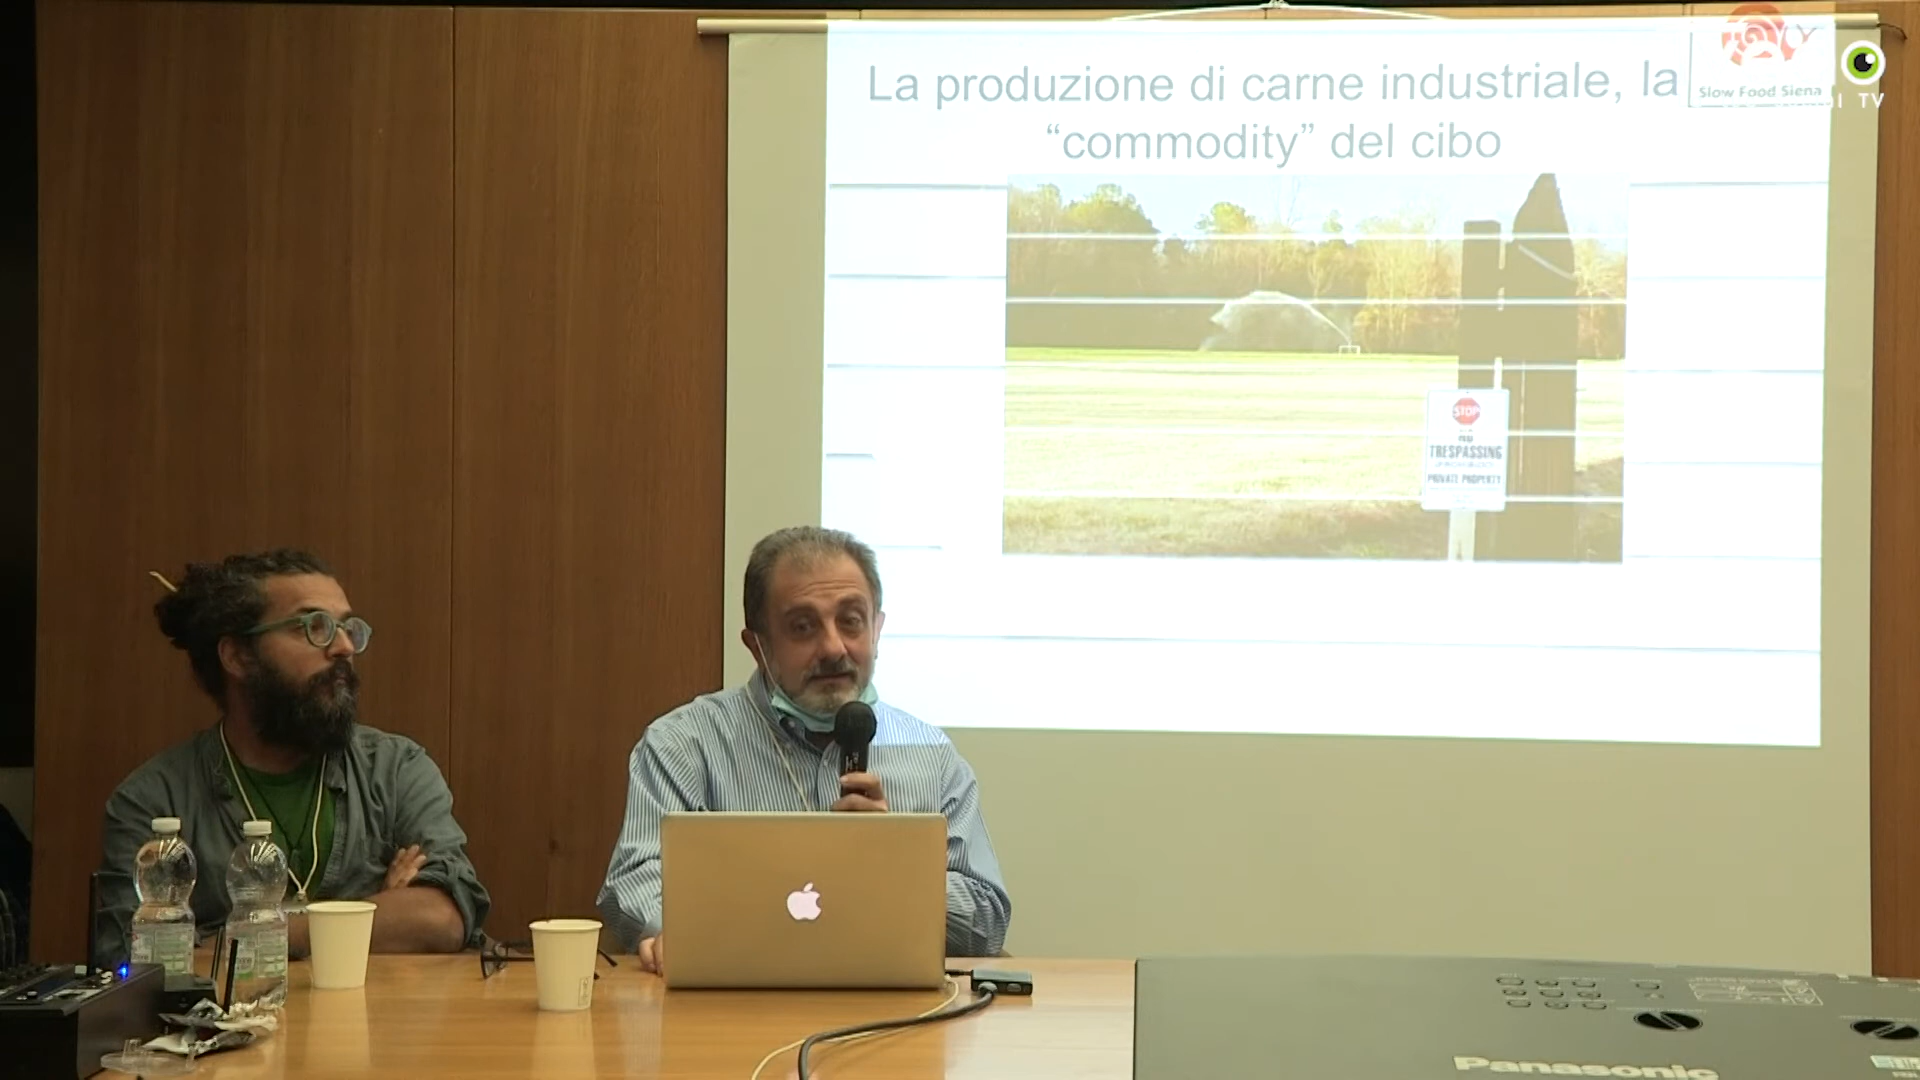 La produzione di carne industriale, la
“commodity” del cibo
Slow Food Siena
TV
STOP
TRESPASSING
PRIVATE PROPERTY
Panasonic